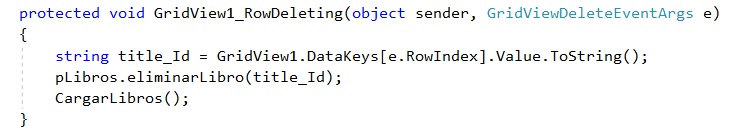 protected void GridView1_RowDeleting(object sender, GridViewDeleteEventArgs e)
{
    string title_Id = GridView1.DataKeys[e.RowIndex].Value.ToString();
    pLibros.eliminarLibro(title_Id);
    CargarLibros();
}